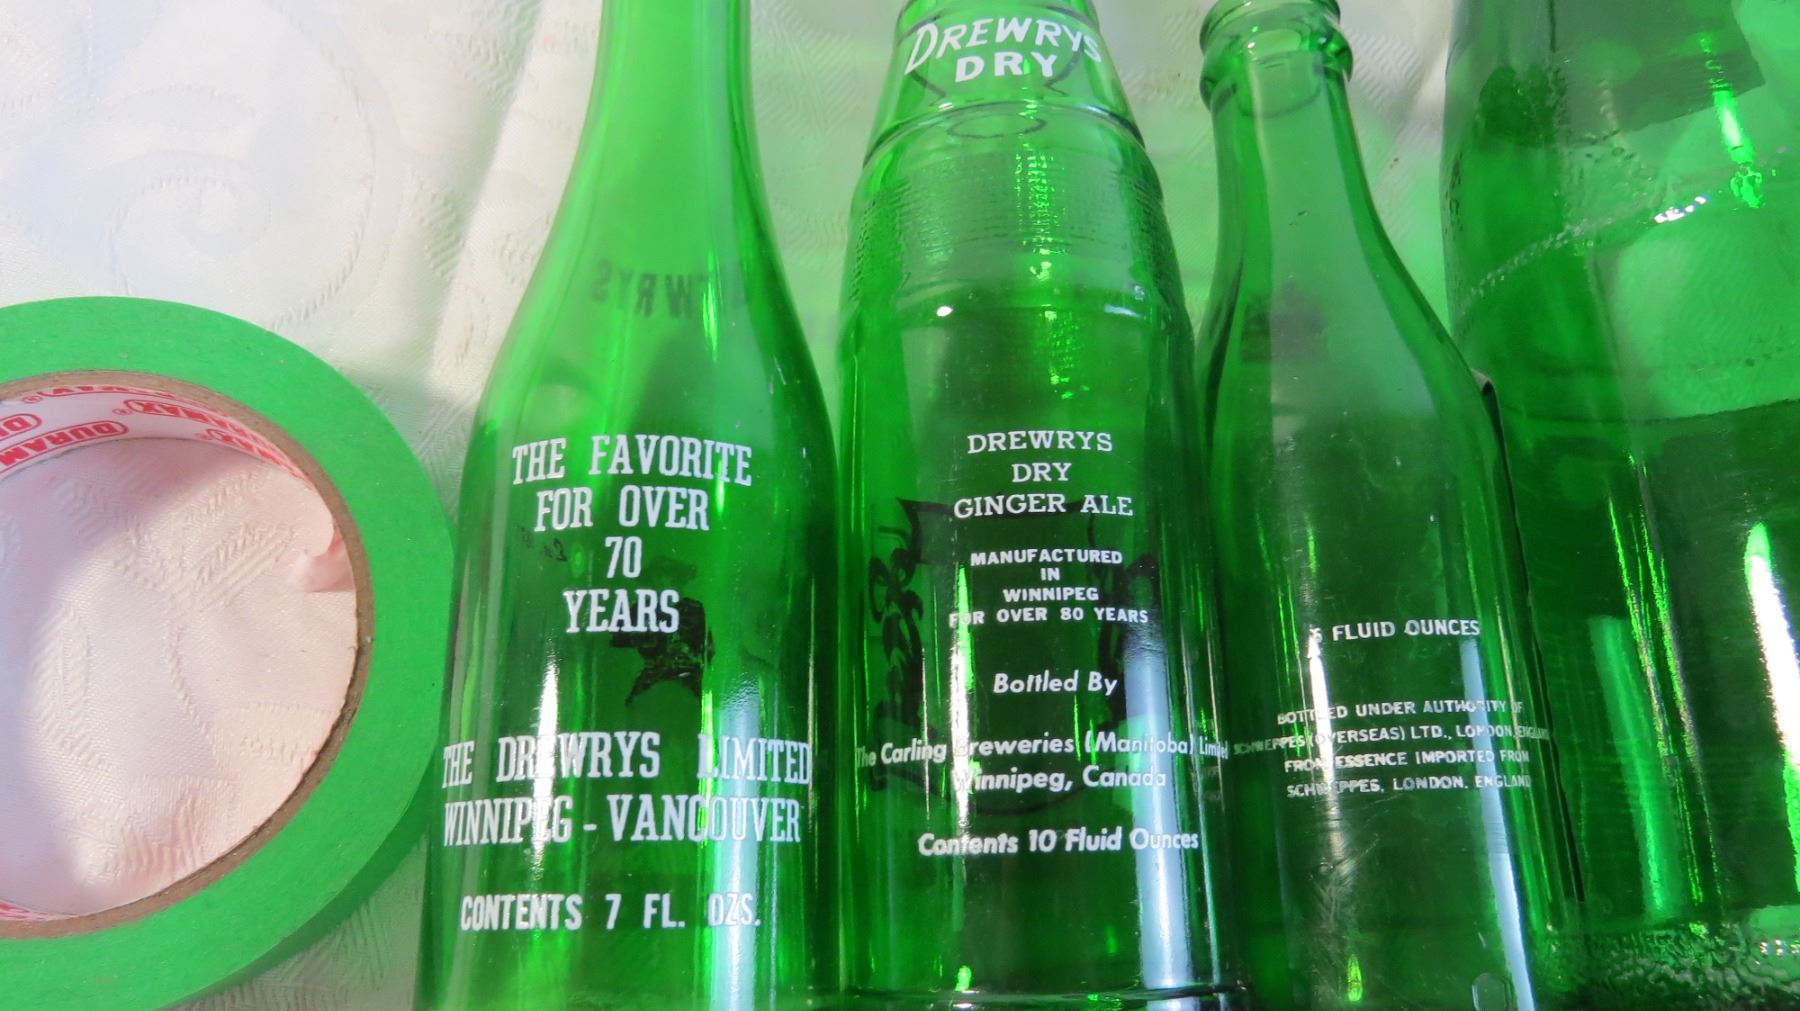 THE FAVORITE
FOR OVER
70
YEARS
THE DREWRYS LIMITED
WINNIPEG - VANCOUVER
CONTENTS 7 FL. OZS.
DREWRYS
DRY
DREWRYS
DRY
GINGER ALE
MANUFACTURED
IN
WINNIPEG
FOR OVER 80 YEARS
Bottled By
The Carling Breweries (Manitoba) Limited
Winnipeg, Canada
Contents 10 Fluid Ounces
FLUID OUNCES
BOTTLED UNDER AUTHORITY OF
SCHWEPPES (OVERSEAS) LTD., LONDON, ENGLAND
FROM ESSENCE IMPORTED FROM
SCHWEPPES, LONDON, ENGLAND
DURAM